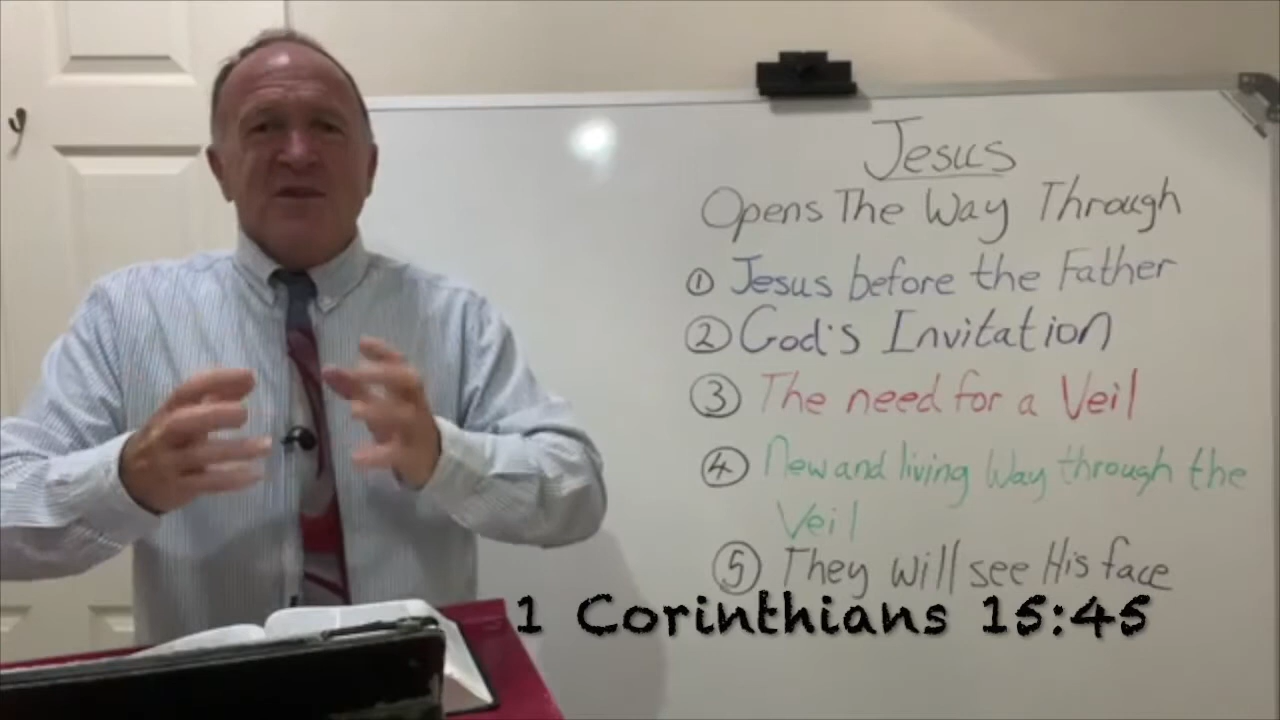 Jesus
Opens The Way Through
① Jesus before the Father
② God's Invitation
③ The need for a Veil
④ New and living Way through the
Veil
⑤ They will see His face
1 Corinthians 15:45